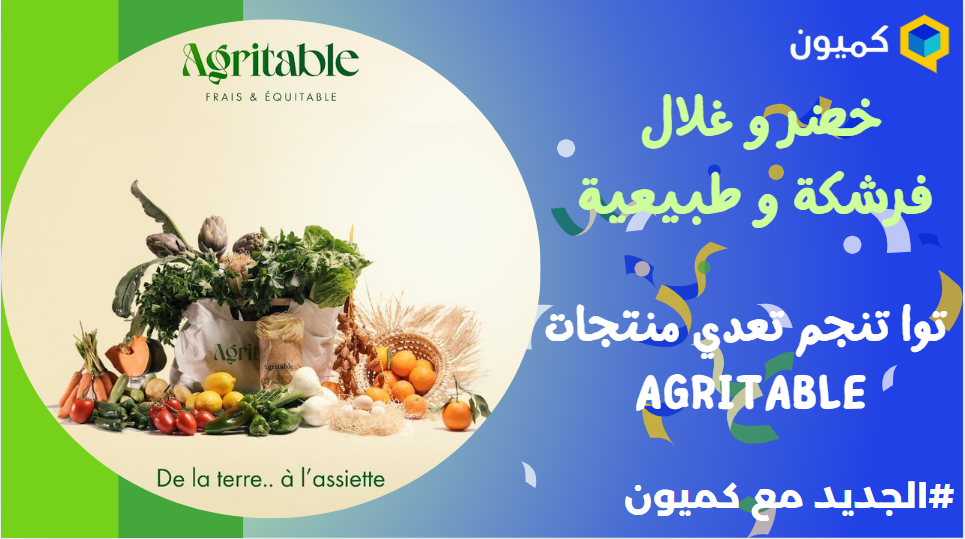 Agritable
FRAIS & ÉQUITABLE
De la terre.. à l'assiette
كميون
خضر و غلال
فرشكة و طبيعية
توا تنجم تعدي منتجات
AGRITABLE
#الجديد مع كميون